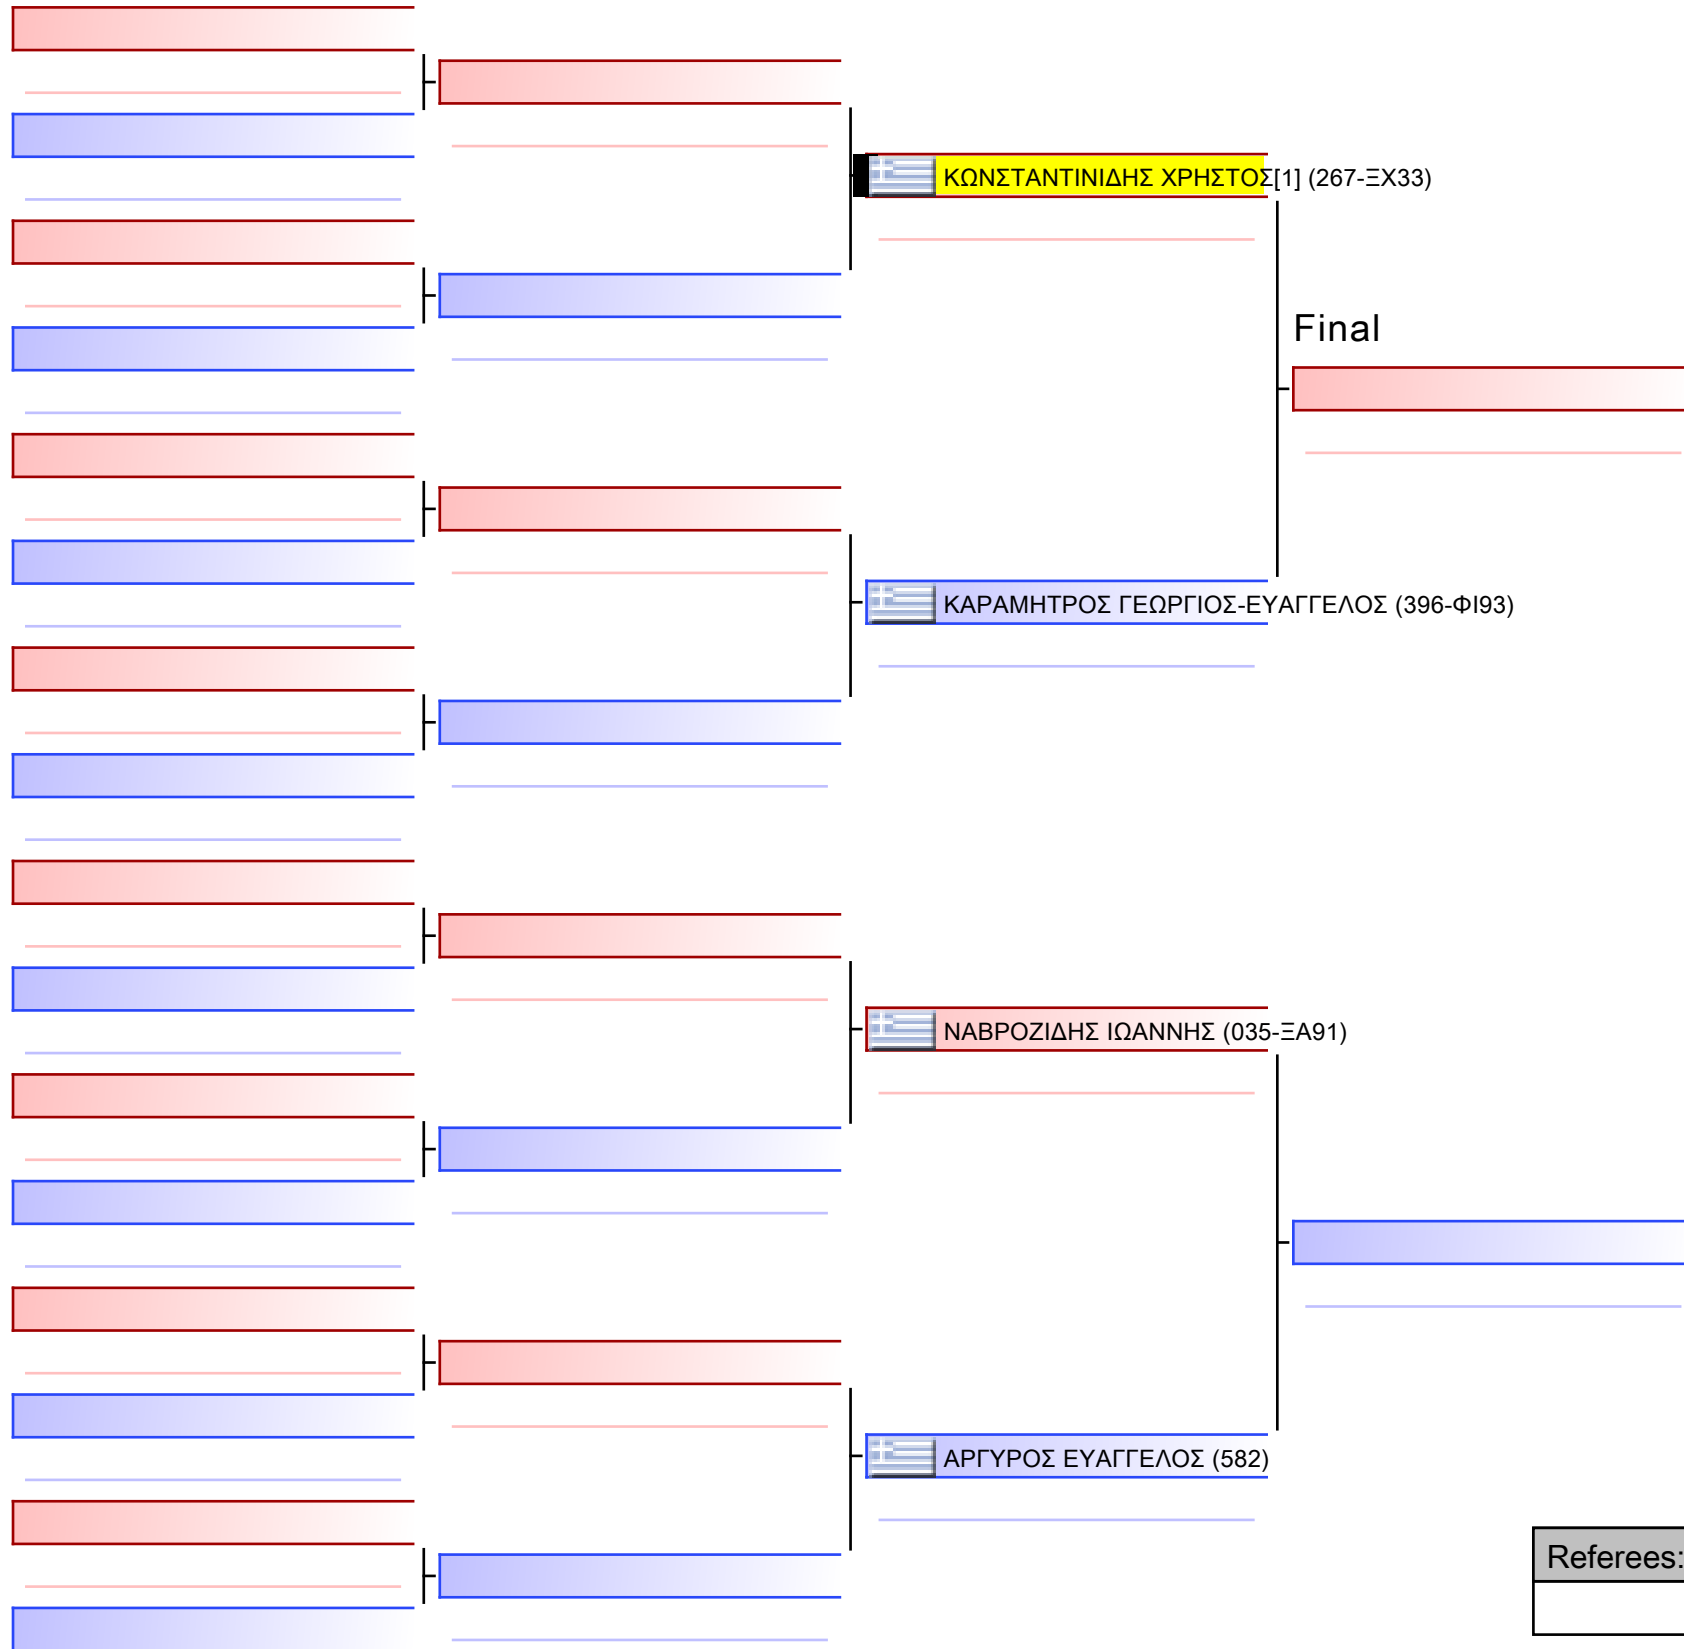 ΚΩΝΣΤΑΝΤΙΝΙΔΗΣ ΧΡΗΣΤΟΣ[1] (267-ΞΧ33)
Final
ΚΑΡΑΜΗΤΡΟΣ ΓΕΩΡΓΙΟΣ-ΕΥΑΓΓΕΛΟΣ (396-ΦΙ93)
ΝΑΒΡΟΖΙΔΗΣ ΙΩΑΝΝΗΣ (035-ΞΑ91)
ΑΡΓΥΡΟΣ ΕΥΑΓΓΕΛΟΣ (582)
Referees: